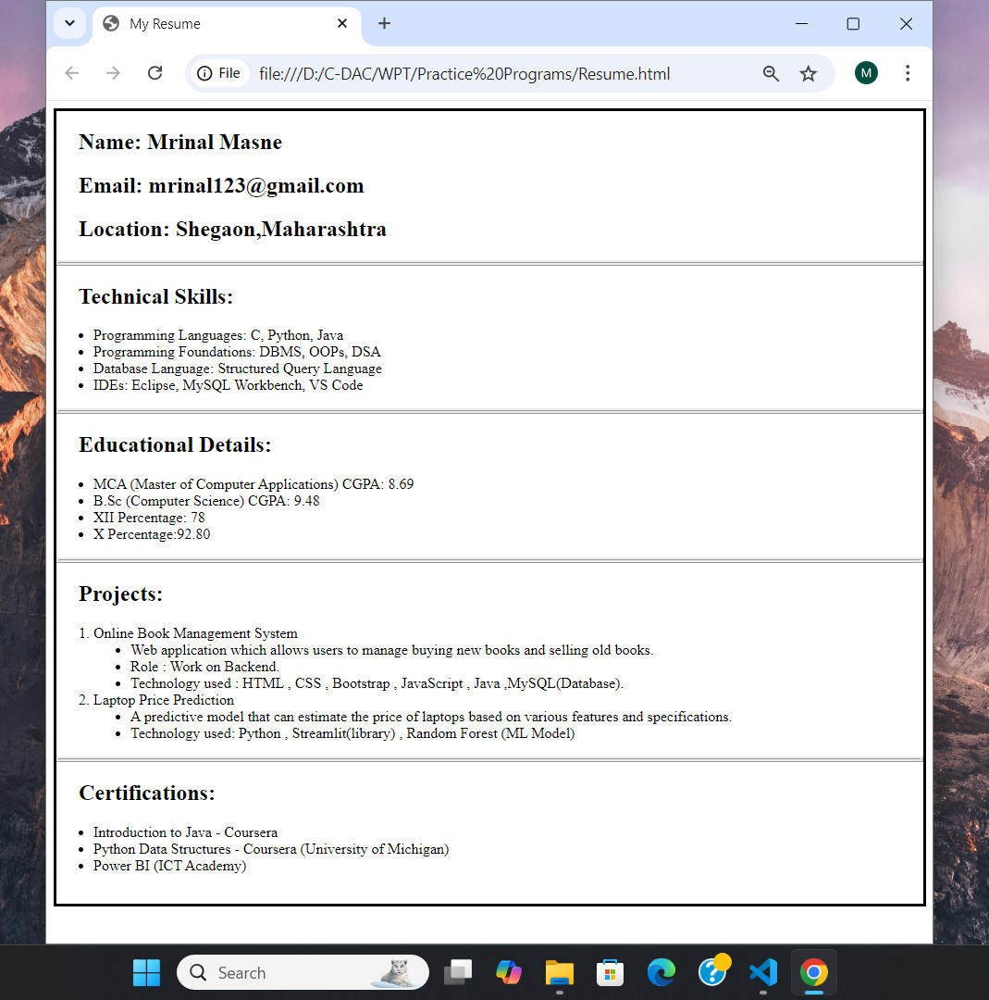 My Resume
File
file:///D:/C-DAC/WPT/Practice%20Programs/Resume.html
M
Name: Mrinal Masne
Email: mrinal123@gmail.com
Location: Shegaon,Maharashtra
Technical Skills:
• Programming Languages: C, Python, Java
• Programming Foundations: DBMS, OOPs, DSA
• Database Language: Structured Query Language
• IDEs: Eclipse, MySQL Workbench, VS Code
Educational Details:
• MCA (Master of Computer Applications) CGPA: 8.69
• B.Sc (Computer Science) CGPA: 9.48
• XII Percentage: 78
• X Percentage:92.80
Projects:
1. Online Book Management System
• Web application which allows users to manage buying new books and selling old books.
• Role : Work on Backend.
• Technology used : HTML , CSS , Bootstrap , JavaScript , Java ,MySQL(Database).
2. Laptop Price Prediction
• A predictive model that can estimate the price of laptops based on various features and specifications.
• Technology used: Python , Streamlit(library) , Random Forest (ML Model)
Certifications:
• Introduction to Java - Coursera
• Python Data Structures - Coursera (University of Michigan)
• Power BI (ICT Academy)
Search